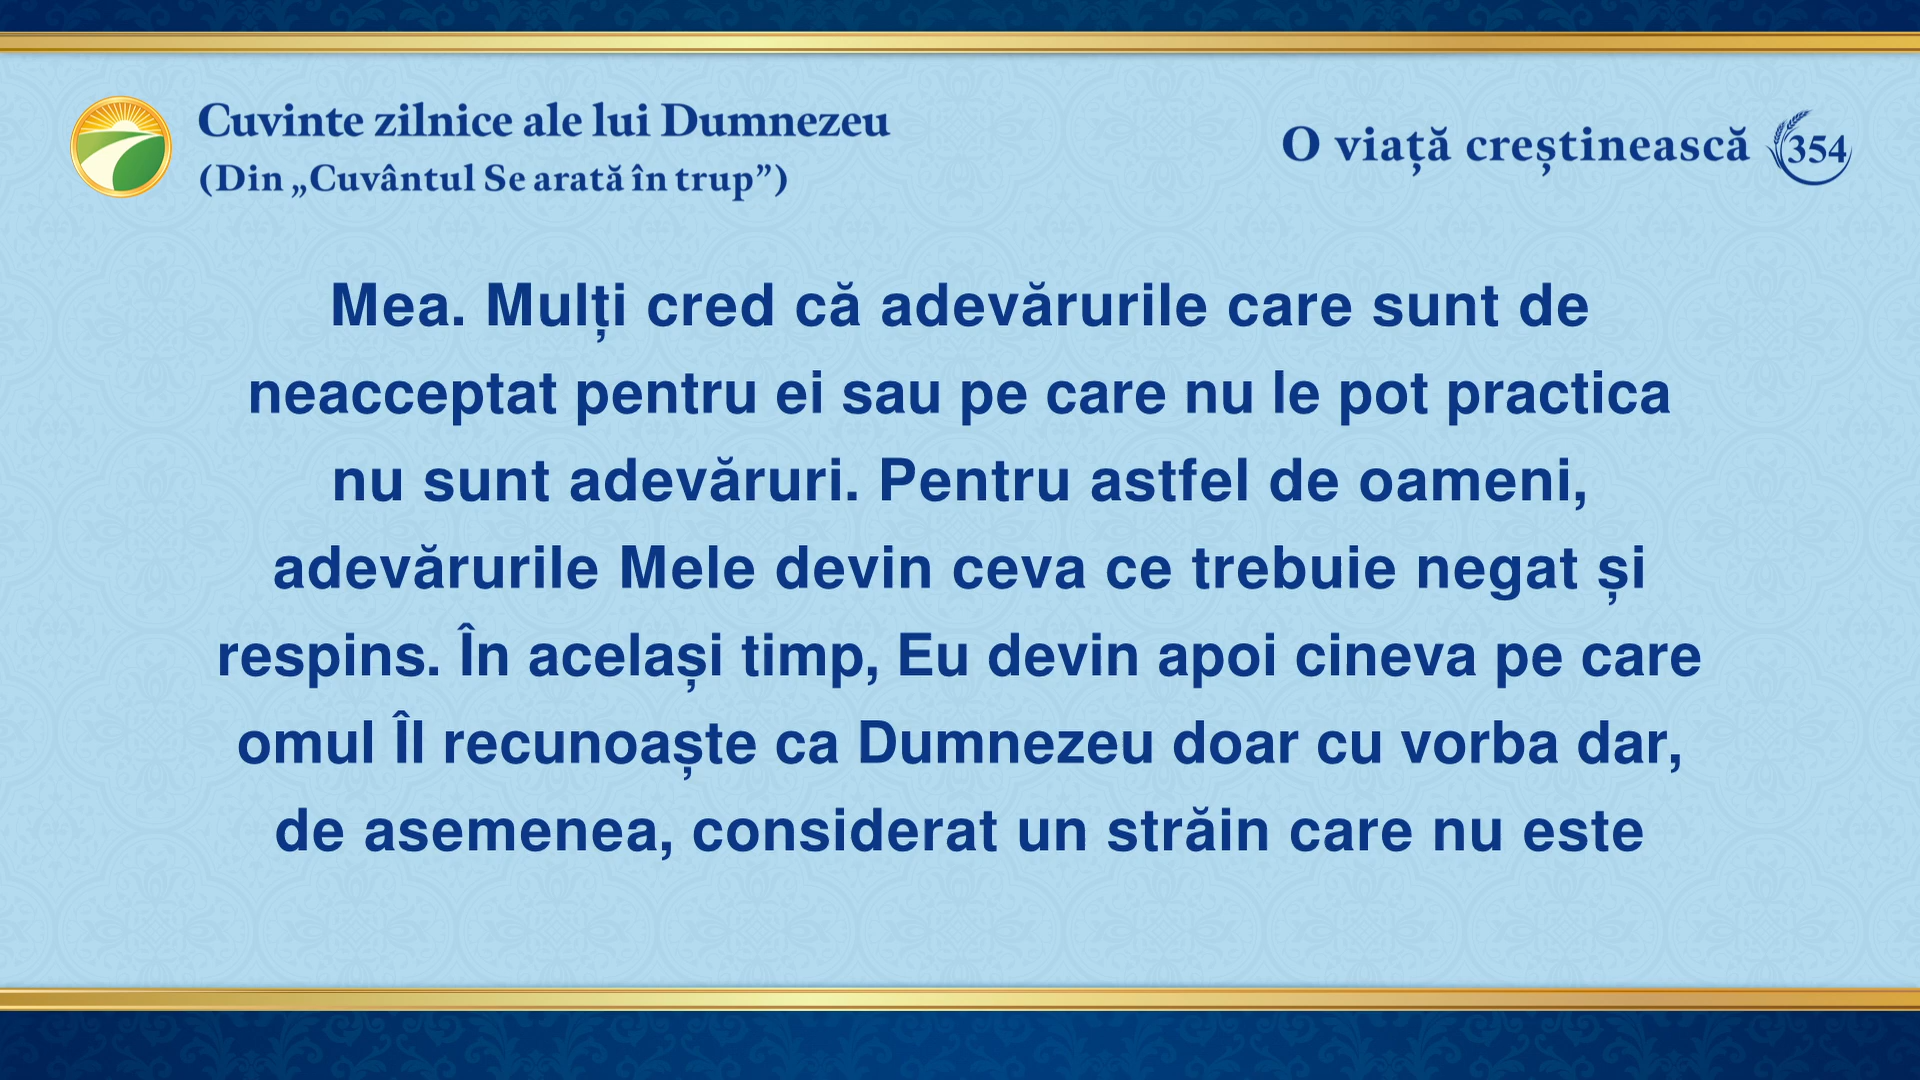 Cuvinte zilnice ale lui Dumnezeu
(Din „Cuvântul Se arată în trup”)
O viață creștinească 354
Mea. Mulți cred că adevărurile care sunt de
neacceptat pentru ei sau pe care nu le pot practica
nu sunt adevăruri. Pentru astfel de oameni,
adevărurile Mele devin ceva ce trebuie negat și
respins. În același timp, Eu devin apoi cineva pe care
omul Îl recunoaște ca Dumnezeu doar cu vorba dar,
de asemenea, considerat un străin care nu este